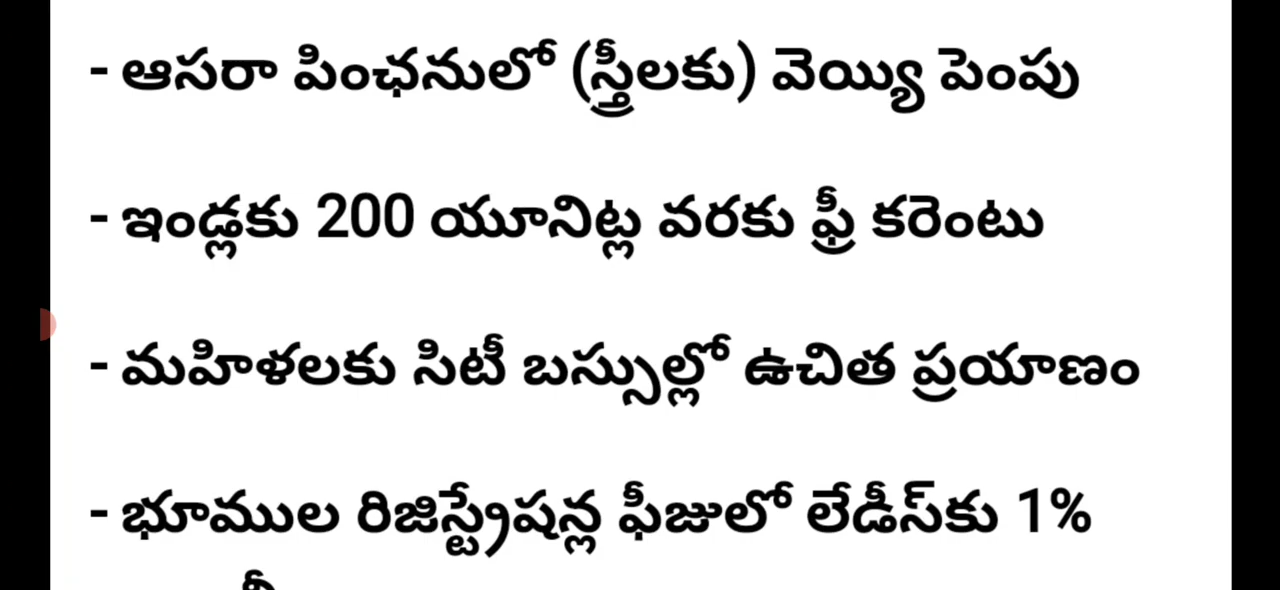 - ఆసరా పింఛనులో (స్త్రీలకు) వెయ్యి పెంపు
- ఇండ్లకు 200 యూనిట్ల వరకు ఫ్రీ కరెంటు
- మహిళలకు సిటీ బస్సుల్లో ఉచిత ప్రయాణం
- భూముల రిజిస్ట్రేషన్ల ఫీజులో లేడీస్‌కు 1%